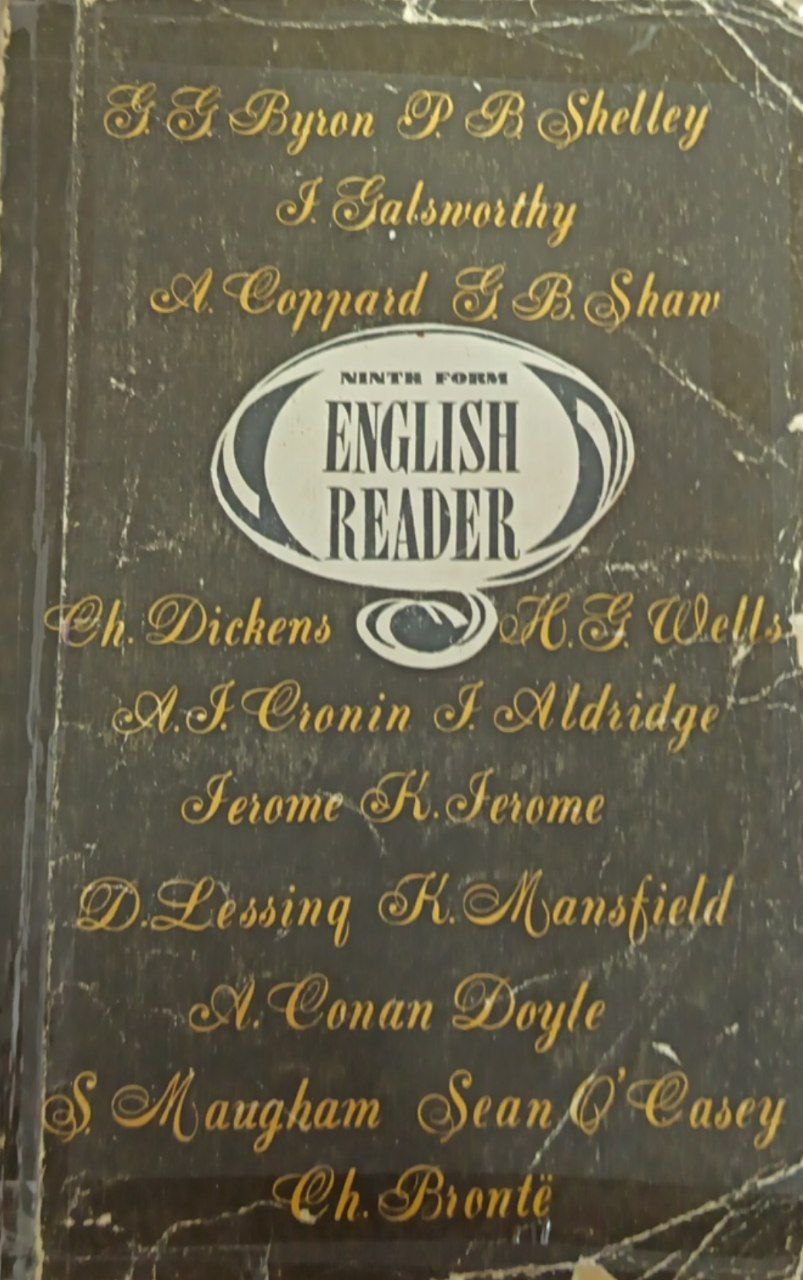 G. G. Byron P. B. Shelley
J. Galsworthy
A. Coppard G. B. Shaw
NINTH FORM
ENGLISH
READER
Ch. Dickens H. G. Wells
A. J. Cronin J. Aldridge
Jerome K. Jerome
D. Lessing K. Mansfield
A. Conan Doyle
S. Maugham Sean O'Casey
Ch. Brontë